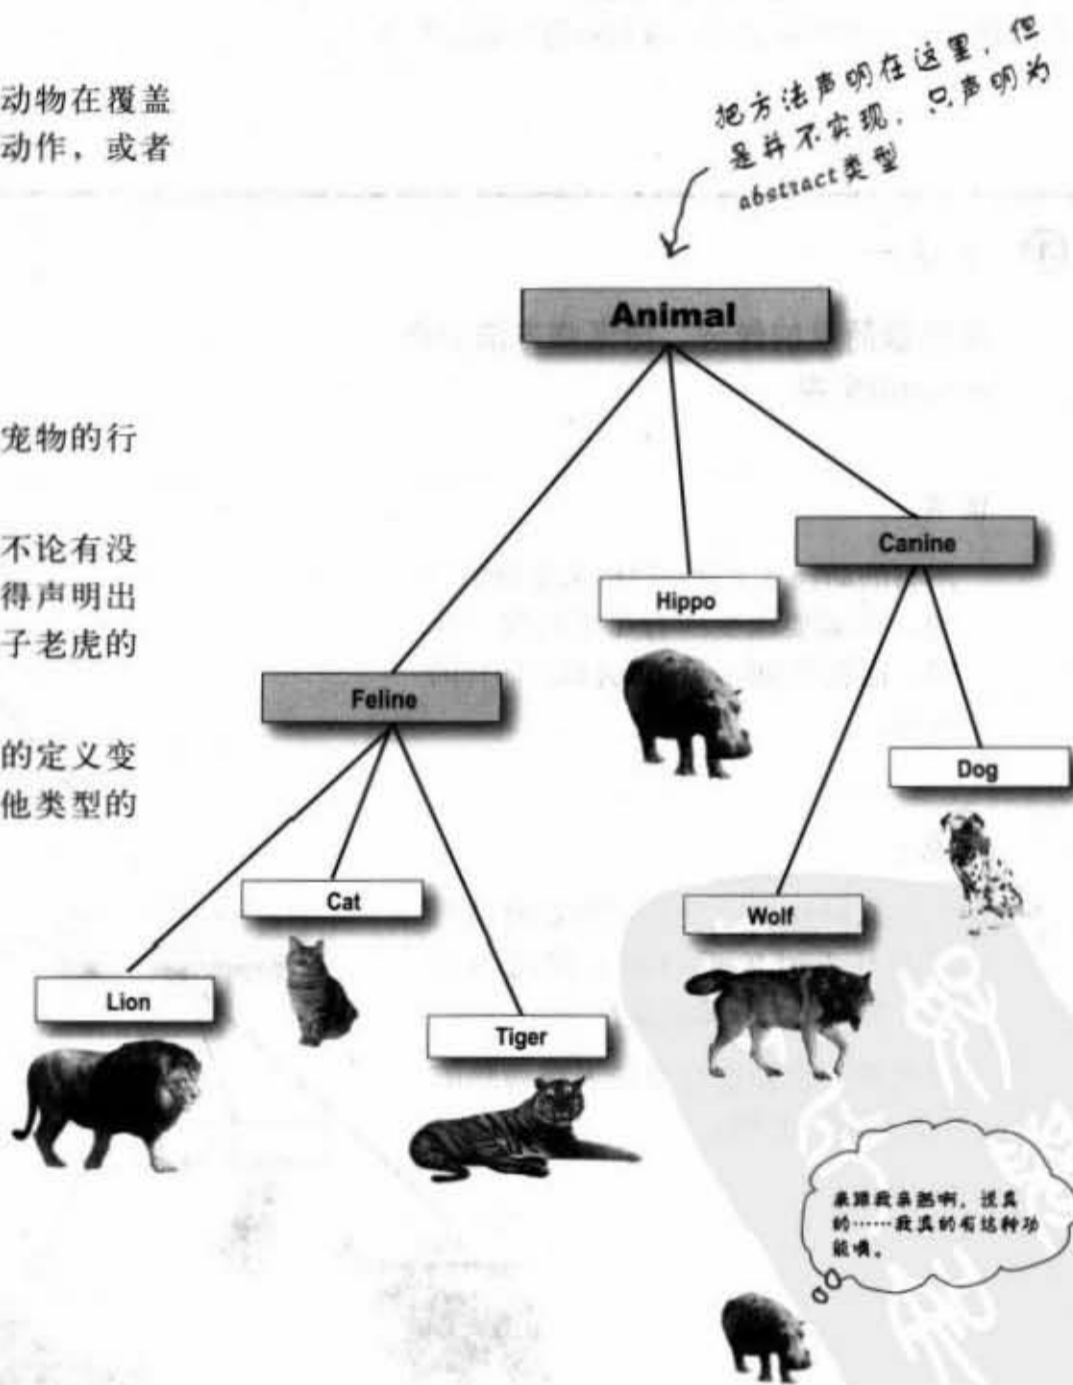 动物在覆盖
动作，或者
把方法声明在这里，但
是并不实现，只声明为
abstract类型
Animal
宠物的行
不论有没
得声明出
子老虎的
的定义变
他类型的
Canine
Hippo
Feline
Dog
Cat
Wolf
Lion
Tiger
来跟我亲热啊，说真
的……我真的有这种功
能噢。